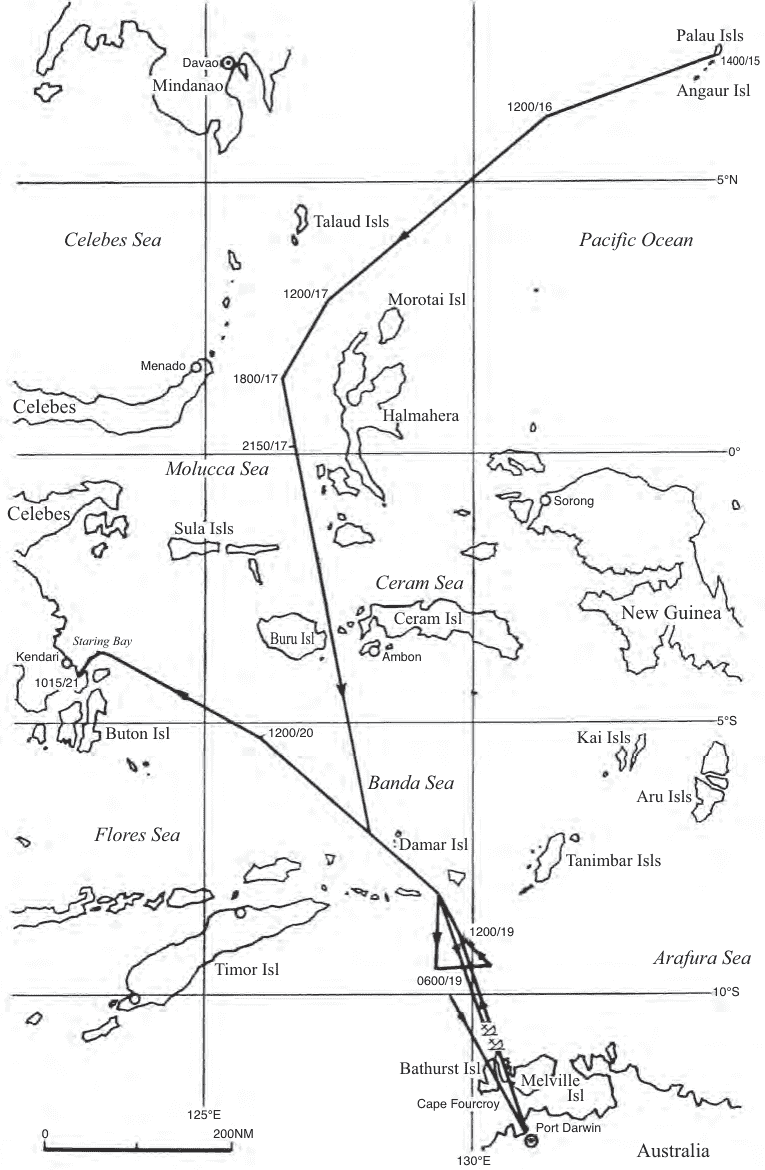 Palau Isls
1400/15
Davao
Mindanao
Angaur Isl
1200/16
5°N
Talaud Isls
Celebes Sea
Pacific Ocean
1200/17
Morotai Isl
Menado
1800/17
Celebes
Halmahera
2150/17
0°
Molucca Sea
Sorong
Celebes
Sula Isls
Ceram Sea
Ceram Isl
New Guinea
Buru Isl
Staring Bay
Kendari
Ambon
1015/21
5°S
Buton Isl
1200/20
Kai Isls
Banda Sea
Aru Isls
Flores Sea
Damar Isl
Tanimbar Isls
1200/19
Arafura Sea
Timor Isl
0600/19
10°S
Bathurst Isl
Melville
Isl
Cape Fourcroy
125°E
Port Darwin
0
200NM
Australia
130°E